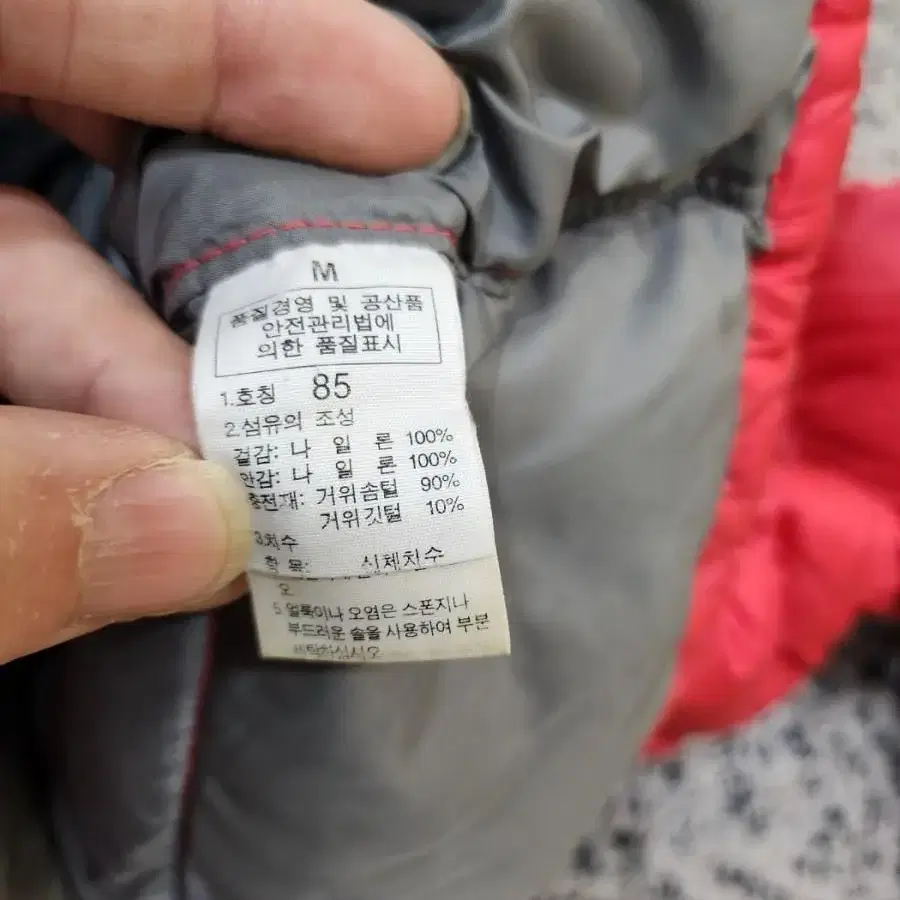 M
품질경영 및 공산품
안전관리법에
의한 품질표시
1.호칭 85
2.섬유의 조성
겉감: 나 일 론 100%
안감: 나 일 론 100%
충전재: 거위솜털 90%
거위깃털 10%
3.치수
항 목: 신체치수
오
5 얼룩이나 오염은 스폰지나
부드러운 솔을 사용하여 부분